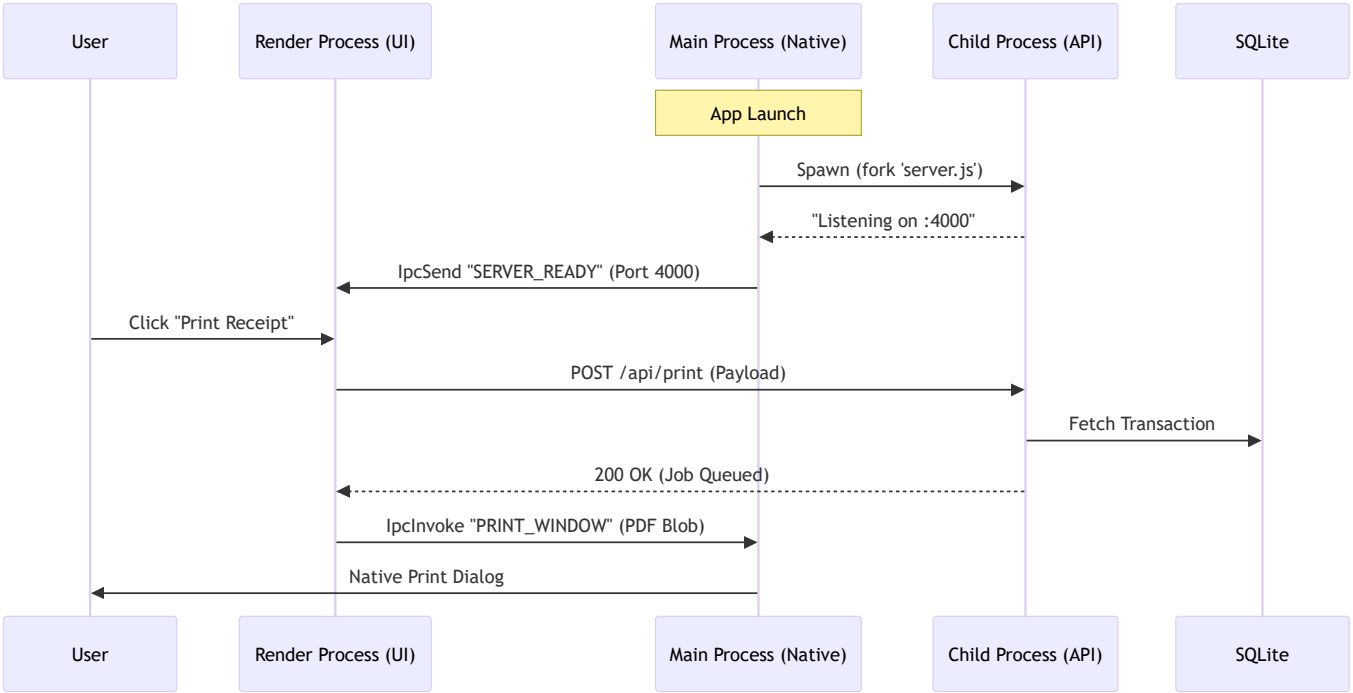 User
Render Process (UI)
Main Process (Native)
Child Process (API)
SQLite
App Launch
Spawn (fork 'server.js')
"Listening on :4000"
IpcSend "SERVER_READY" (Port 4000)
Click "Print Receipt"
POST /api/print (Payload)
Fetch Transaction
200 OK (Job Queued)
IpcInvoke "PRINT_WINDOW" (PDF Blob)
Native Print Dialog
User
Render Process (UI)
Main Process (Native)
Child Process (API)
SQLite